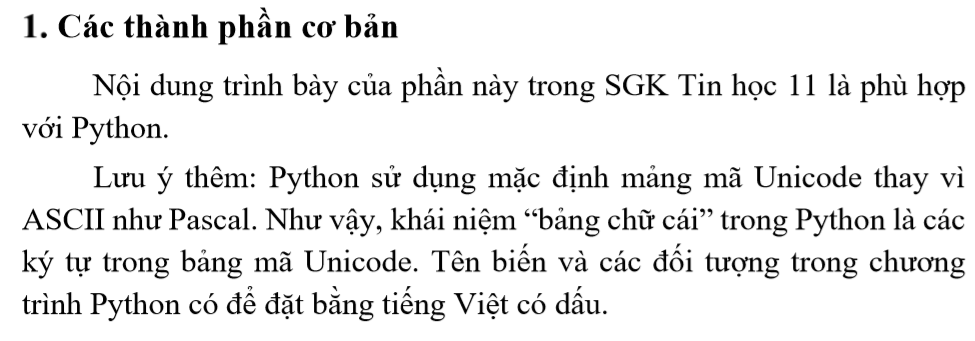 1. Các thành phần cơ bản
Nội dung trình bày của phần này trong SGK Tin học 11 là phù hợp
với Python.
Lưu ý thêm: Python sử dụng mặc định mảng mã Unicode thay vì
ASCII như Pascal. Như vậy, khái niệm “bảng chữ cái” trong Python là các
ký tự trong bảng mã Unicode. Tên biến và các đối tượng trong chương
trình Python có để đặt bằng tiếng Việt có dấu.